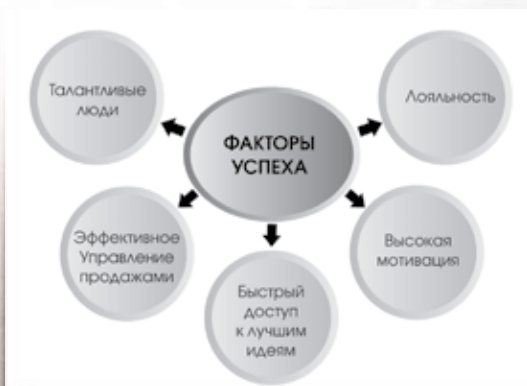 Талантливые
люди
Лояльность
ФАКТОРЫ
УСПЕХА
Эффективное
Управление
продажами
Высокая
мотивация
Быстрый
доступ
к лучшим
идеям